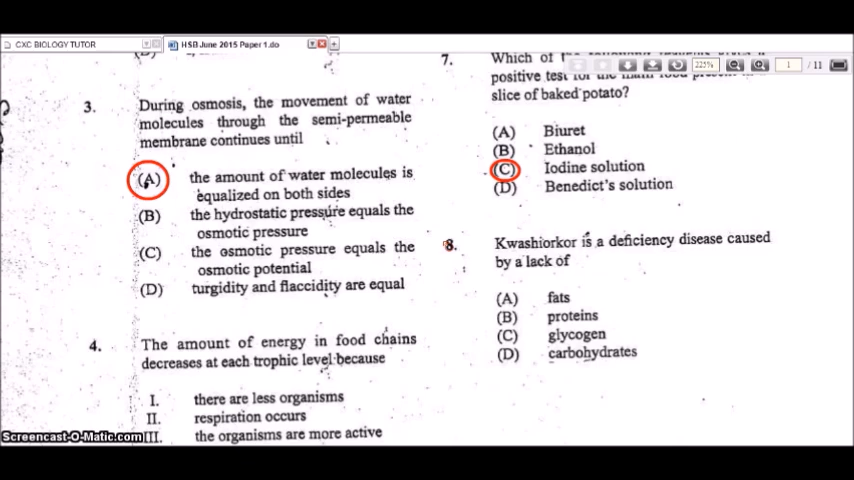 CXC BIOLOGY TUTOR
HSB June 2015 Paper 1.do
225%
1 / 11
3. During osmosis, the movement of water
molecules through the semi-permeable
membrane continues until
(A) the amount of water molecules is
equalized on both sides
(B) the hydrostatic pressure equals the
osmotic pressure
(C) the osmotic pressure equals the
osmotic potential
(D) turgidity and flaccidity are equal
4. The amount of energy in food chains
decreases at each trophic level because
I. there are less organisms
II. respiration occurs
III. the organisms are more active
7. Which of
positive test for the main food present
slice of baked potato?
(A) Biuret
(B) Ethanol
(C) Iodine solution
(D) Benedict's solution
8. Kwashiorkor is a deficiency disease caused
by a lack of
(A) fats
(B) proteins
(C) glycogen
(D) carbohydrates
Screencast-O-Matic.com